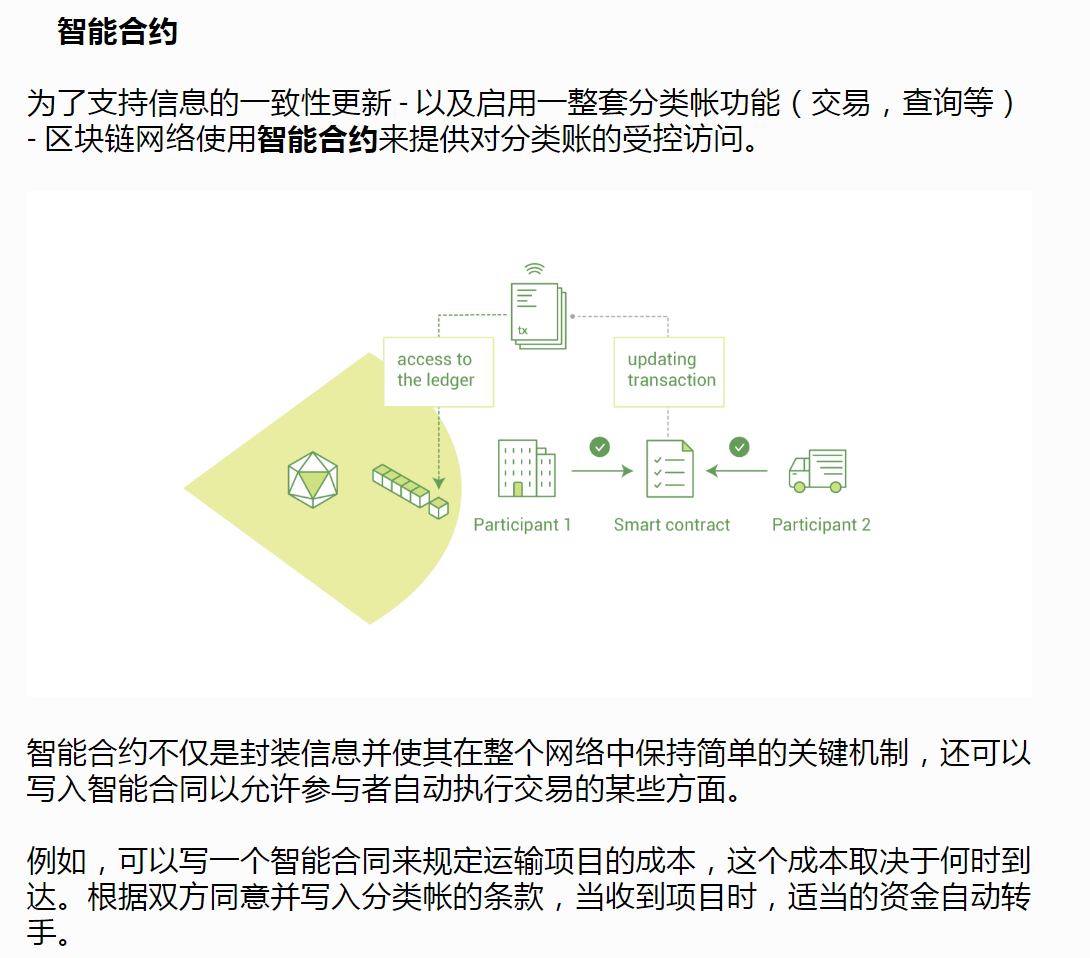 智能合约
为了支持信息的一致性更新 - 以及启用一整套分类帐功能（交易，查询等）
- 区块链网络使用智能合约来提供对分类账的受控访问。
tx
access to
the ledger
updating
transaction
Participant 1
Smart contract
Participant 2
智能合约不仅是封装信息并使其在整个网络中保持简单的关键机制，还可以
写入智能合同以允许参与者自动执行交易的某些方面。
例如，可以写一个智能合同来规定运输项目的成本，这个成本取决于何时到
达。根据双方同意并写入分类帐的条款，当收到项目时，适当的资金自动转
手。